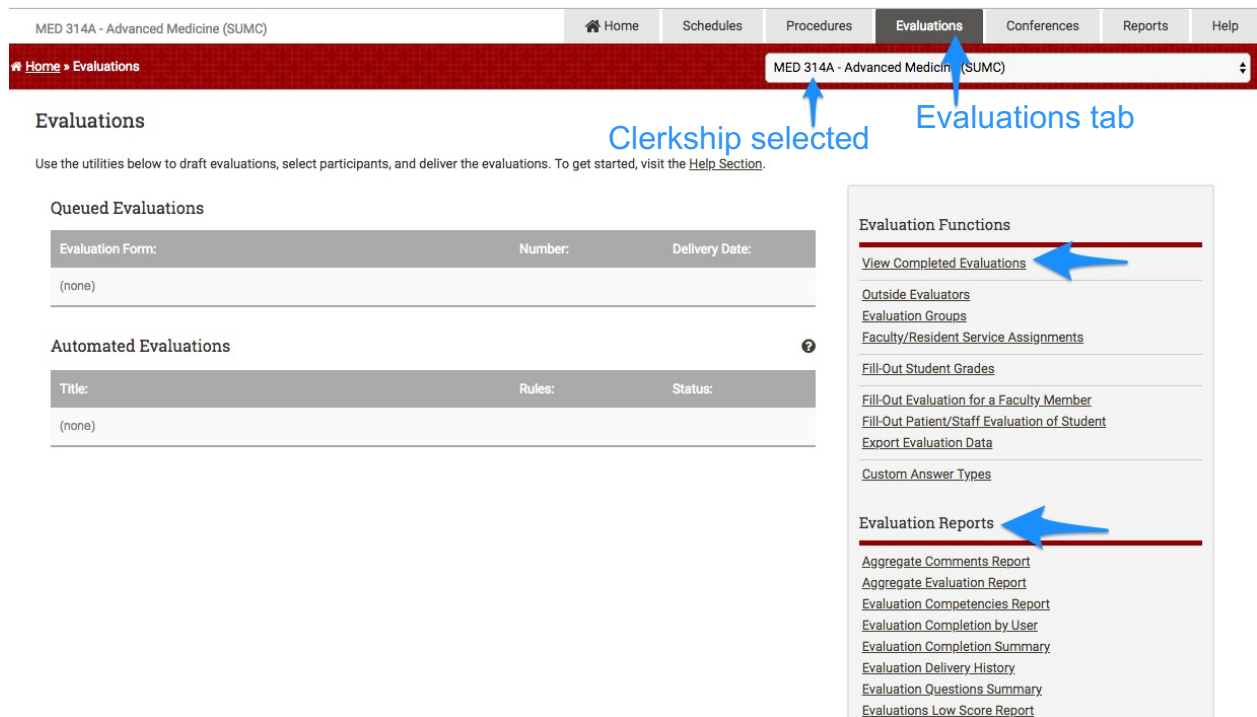 MED 314A - Advanced Medicine (SUMC)
Home Schedules Procedures Evaluations Conferences Reports Help
Home » Evaluations
MED 314A - Advanced Medicine (SUMC)
Clerkship selected
Evaluations tab
Evaluations
Use the utilities below to draft evaluations, select participants, and deliver the evaluations. To get started, visit the Help Section.
Queued Evaluations
Evaluation Form: Number: Delivery Date:
(none)
Automated Evaluations
Title: Rules: Status:
(none)
Evaluation Functions
View Completed Evaluations
Outside Evaluators
Evaluation Groups
Faculty/Resident Service Assignments
Fill-Out Student Grades
Fill-Out Evaluation for a Faculty Member
Fill-Out Patient/Staff Evaluation of Student
Export Evaluation Data
Custom Answer Types
Evaluation Reports
Aggregate Comments Report
Aggregate Evaluation Report
Evaluation Competencies Report
Evaluation Completion by User
Evaluation Completion Summary
Evaluation Delivery History
Evaluation Questions Summary
Evaluations Low Score Report